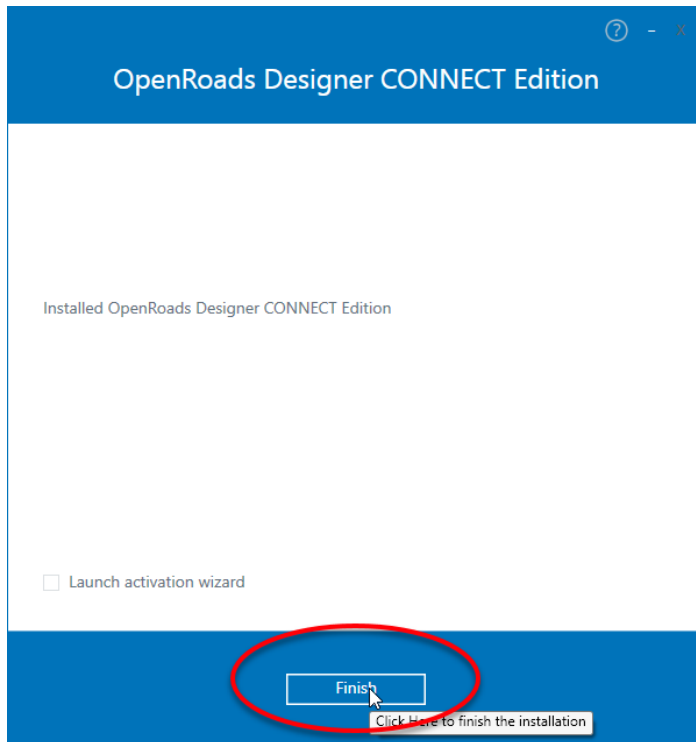 OpenRoads Designer CONNECT Edition
Installed OpenRoads Designer CONNECT Edition
Launch activation wizard
Finish
Click Here to finish the installation